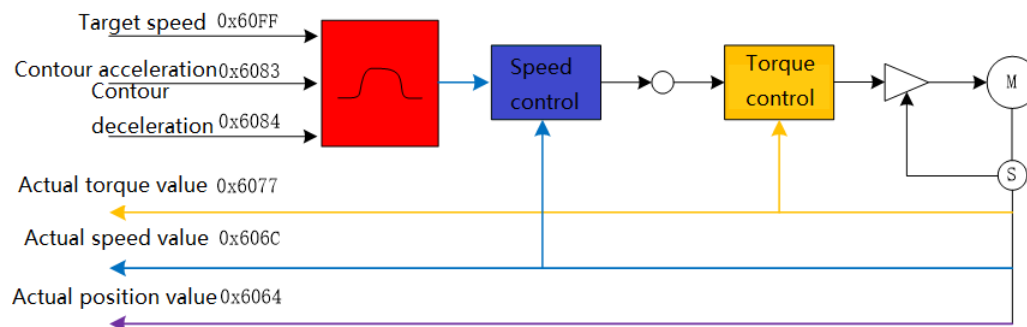 Target speed 0x60FF
Contour acceleration 0x6083
Contour
deceleration 0x6084
Speed
control
Torque
control
M
S
Actual torque value 0x6077
Actual speed value 0x606C
Actual position value 0x6064